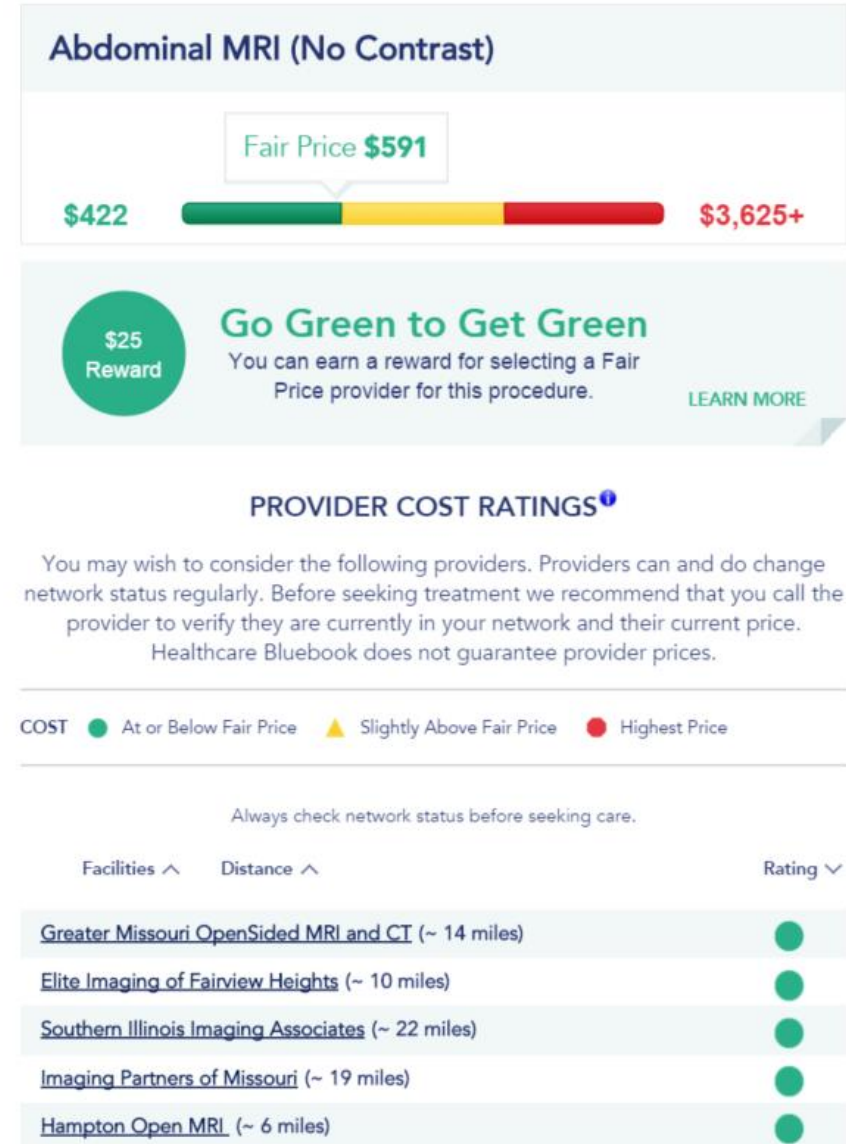 Abdominal MRI (No Contrast)
Fair Price $591
$422
$3,625+
$25
Reward
Go Green to Get Green
You can earn a reward for selecting a Fair
Price provider for this procedure.
LEARN MORE
PROVIDER COST RATINGS
You may wish to consider the following providers. Providers can and do change
network status regularly. Before seeking treatment we recommend that you call the
provider to verify they are currently in your network and their current price.
Healthcare Bluebook does not guarantee provider prices.
COST At or Below Fair Price Slightly Above Fair Price Highest Price
Always check network status before seeking care.
Facilities Distance Rating
Greater Missouri OpenSided MRI and CT (~ 14 miles)
Elite Imaging of Fairview Heights (~ 10 miles)
Southern Illinois Imaging Associates (~ 22 miles)
Imaging Partners of Missouri (~ 19 miles)
Hampton Open MRI (~ 6 miles)